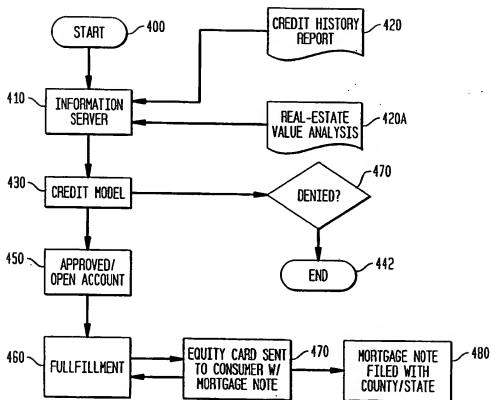 START
400
CREDIT HISTORY
REPORT
420
410
INFORMATION
SERVER
REAL-ESTATE
VALUE ANALYSIS
420A
430
CREDIT MODEL
DENIED?
470
450
APPROVED/
OPEN ACCOUNT
END
442
460
FULLFILLMENT
EQUITY CARD SENT
TO CONSUMER W/
MORTGAGE NOTE
470
MORTGAGE NOTE
FILED WITH
COUNTY/STATE
480